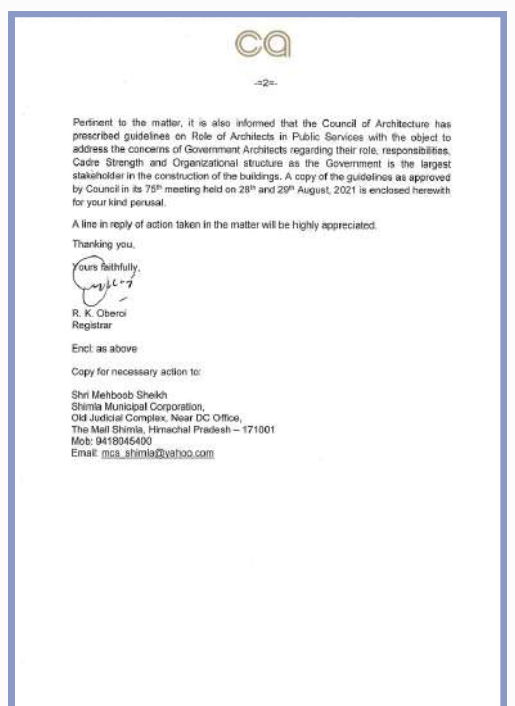 ca
-=2=-
Pertinent to the matter, it is also informed that the Council of Architecture has
prescribed guidelines on Role of Architects in Public Services with the object to
address the concerns of Government Architects regarding their role, responsibilities,
Cadre Strength and Organizational structure as the Government is the largest
stakeholder in the construction of the buildings. A copy of the guidelines as approved
by Council in its 75th meeting held on 28th and 29th August, 2021 is enclosed herewith
for your kind perusal.
A line in reply of action taken in the matter will be highly appreciated.
Thanking you,
Yours faithfully,
R. K. Oberoi
Registrar
Encl: as above
Copy for necessary action to:
Shri Mehboob Sheikh
Shimla Municipal Corporation,
Old Judicial Complex, Near DC Office,
The Mall Shimla, Himachal Pradesh – 171001
Mob: 9418045400
Email: mca_shimla@yahoo.com